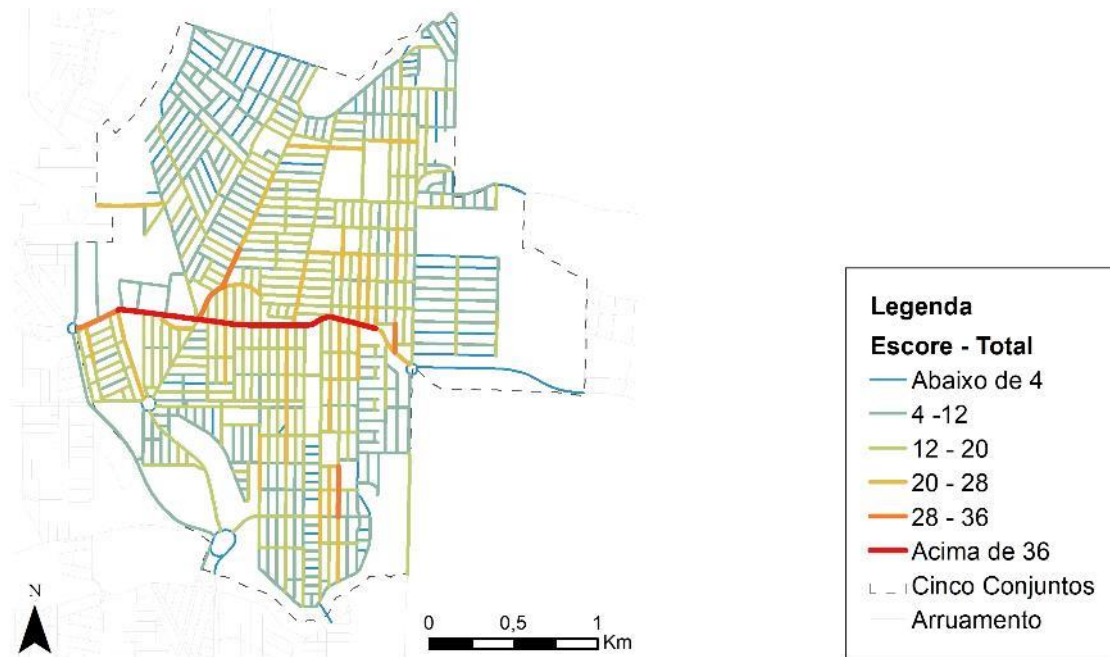 Legenda
Escore - Total
Abaixo de 4
4 -12
12 - 20
20 - 28
28 - 36
Acima de 36
Cinco Conjuntos
Arruamento
N
0 0,5 1
Km